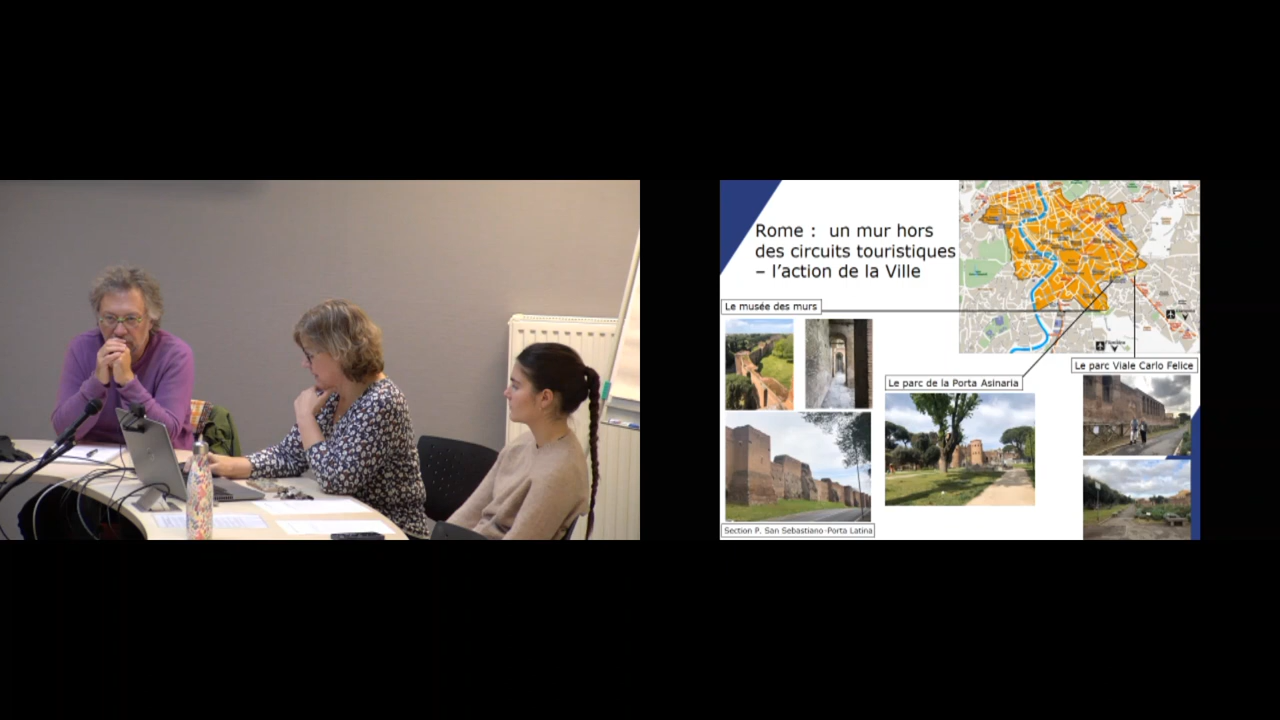 Rome : un mur hors
des circuits touristiques
– l'action de la Ville
Le musée des murs
Le parc Viale Carlo Felice
Le parc de la Porta Asinaria
Section P. San Sebastiano-Porta Latina